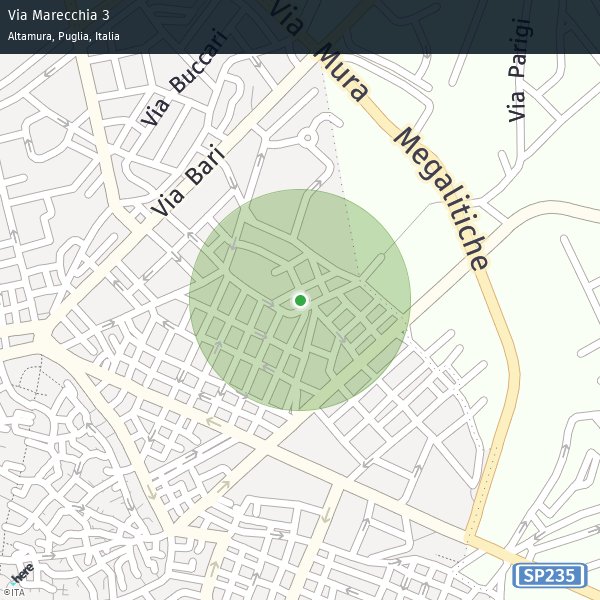 Via Marecchia 3
Altamura, Puglia, Italia
Via Mura Megalitiche
Via Buccari
Via Parigi
Via Bari
SP235
here
©ITA